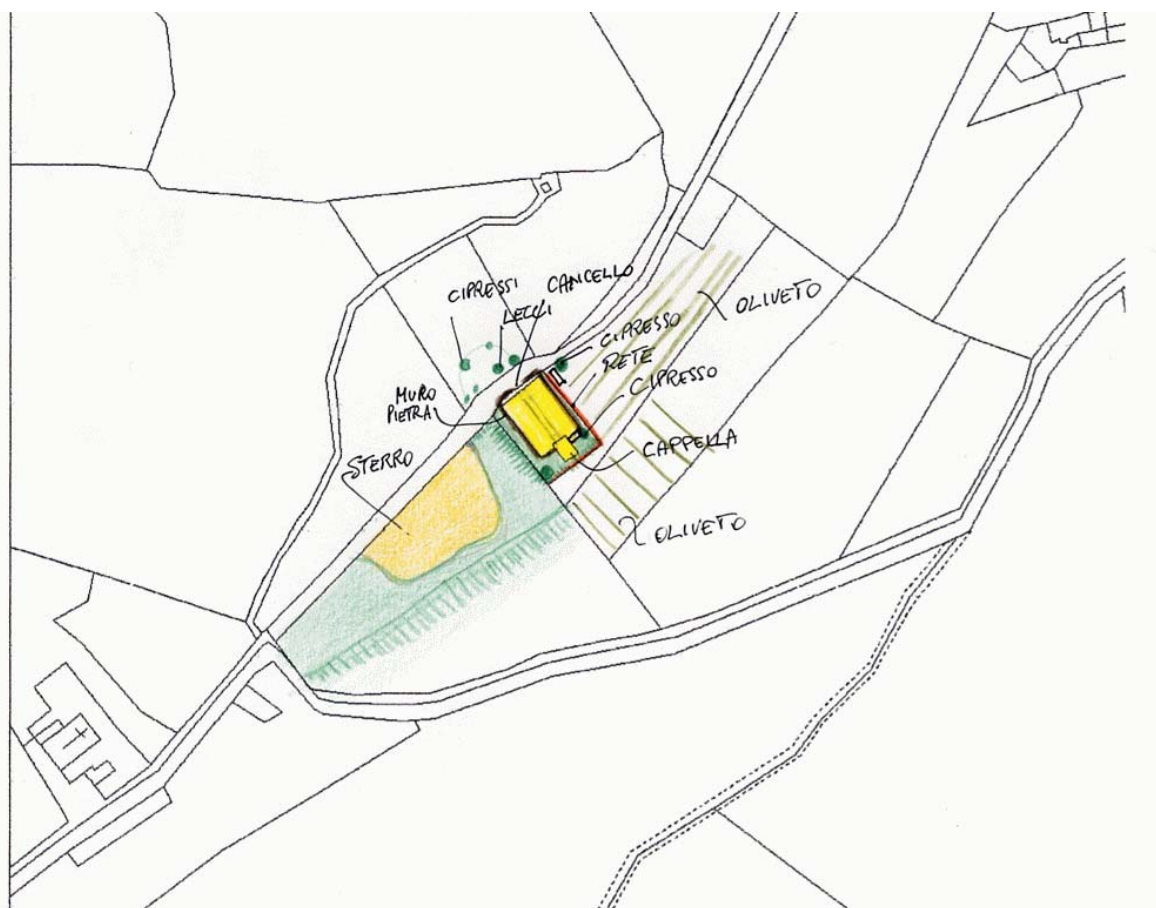 CIPRESSI
CANCELLO
LECCI
OLIVETO
CIPRESSO
RETE
CIPRESSO
MURO
PIETRA
CAPPELLA
STERRO
OLIVETO